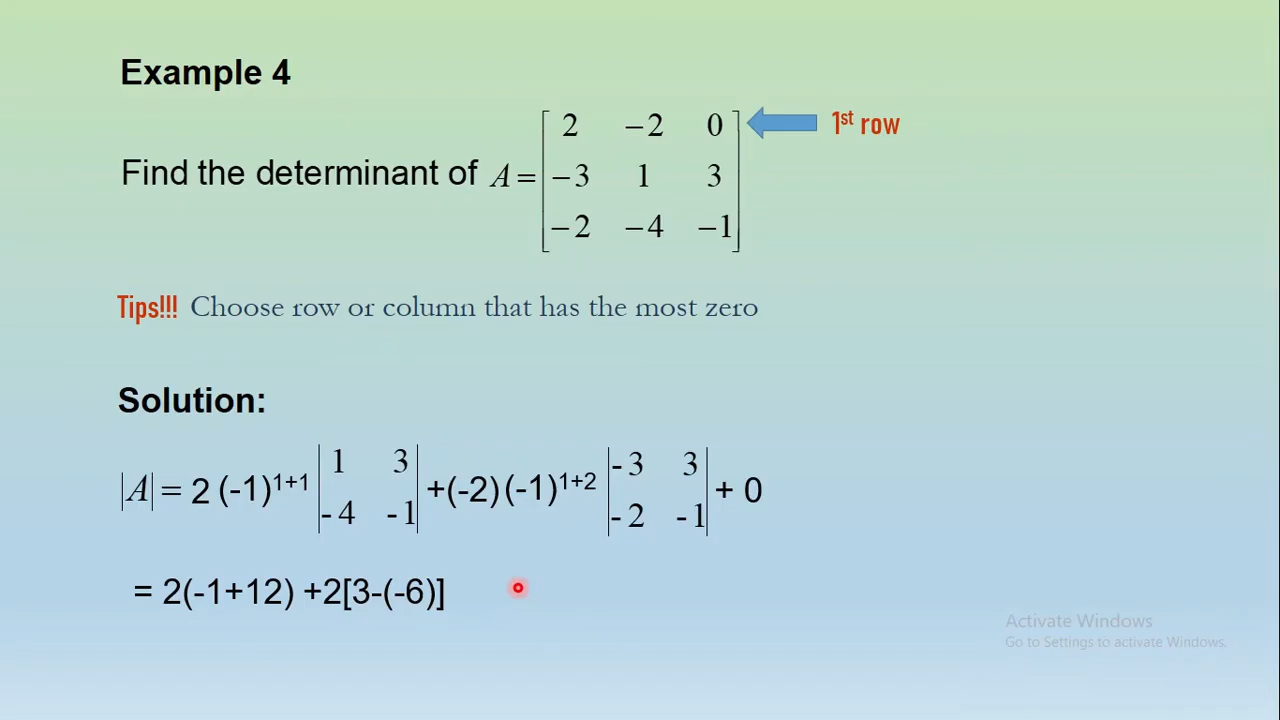 Example 4
Find the determinant of A = [ 2 −2 0 ; −3 1 3 ; −2 −4 −1 ] 1st row
Tips!!! Choose row or column that has the most zero
Solution:
|A| = 2 (-1)^1+1 | 1 3 ; -4 -1 | +(-2) (-1)^1+2 | -3 3 ; -2 -1 | + 0
= 2(-1+12) +2[3-(-6)]
Activate Windows
Go to Settings to activate Windows.